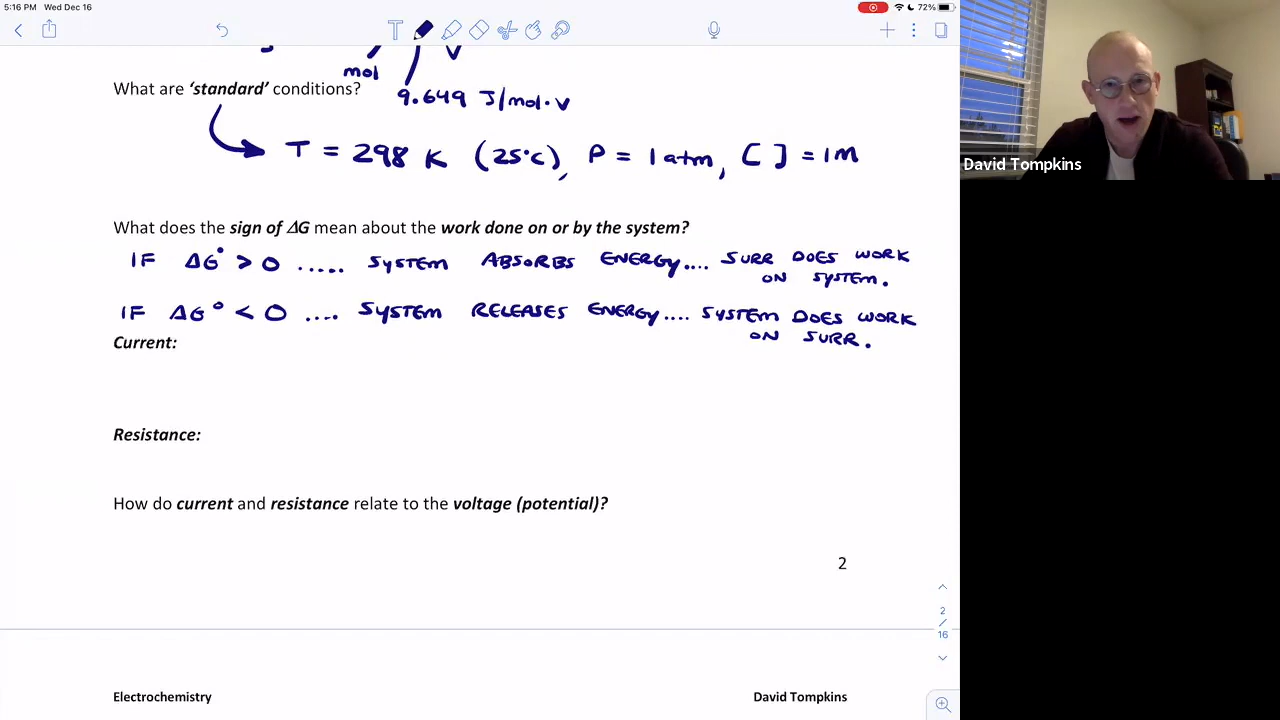 5:16 PM Wed Dec 16
72%
T
mol
V
What are 'standard' conditions?
9.649 J/mol·V
T = 298 K (25°C), P = 1 atm, [ ] = 1M
What does the sign of ΔG mean about the work done on or by the system?
IF ΔG° > 0 ..... SYSTEM ABSORBS ENERGY.... SURR DOES WORK
ON SYSTEM.
IF ΔG° < 0 .... SYSTEM RELEASES ENERGY.... SYSTEM DOES WORK
ON SURR.
Current:
Resistance:
How do current and resistance relate to the voltage (potential)?
2
2
/
16
Electrochemistry
David Tompkins
David Tompkins